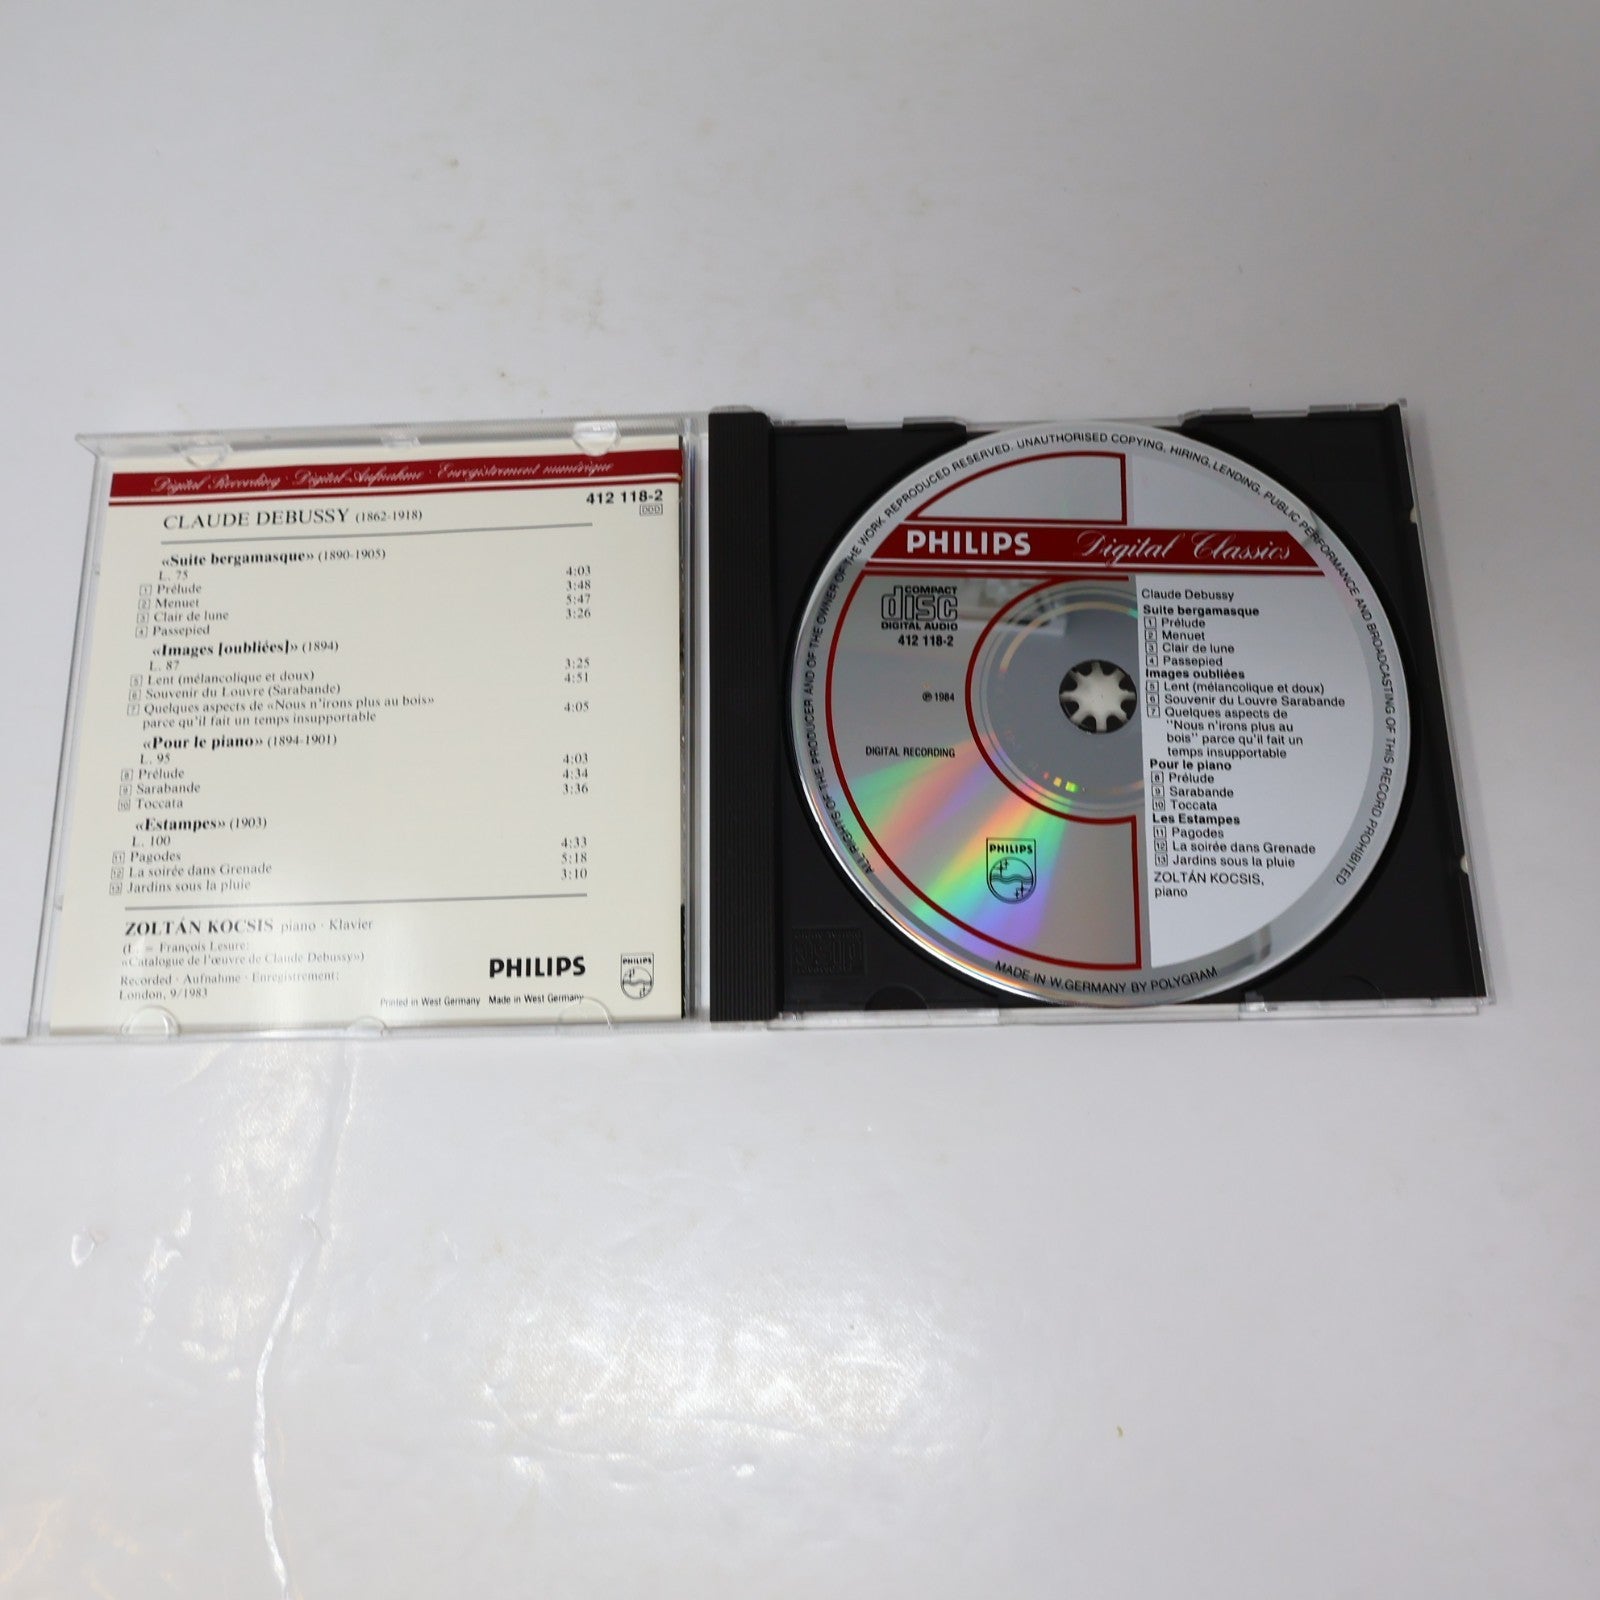 Digital Recording · Digital-Aufnahme · Enregistrement numérique
412 118-2
DDD
CLAUDE DEBUSSY (1862-1918)
«Suite bergamasque» (1890-1905)
L. 75
1 Prélude 4:03
2 Menuet 3:48
3 Clair de lune 5:47
4 Passepied 3:26
«Images [oubliées]» (1894)
L. 87
5 Lent (mélancolique et doux) 3:25
6 Souvenir du Louvre (Sarabande) 4:51
7 Quelques aspects de «Nous n'irons plus au bois»
parce qu'il fait un temps insupportable 4:05
«Pour le piano» (1894-1901)
L. 95
8 Prélude 4:03
9 Sarabande 4:34
10 Toccata 3:36
«Estampes» (1903)
L. 100
11 Pagodes 4:33
12 La soirée dans Grenade 5:18
13 Jardins sous la pluie 3:10
ZOLTÁN KOCSIS piano · Klavier
(L. = François Lesure:
«Catalogue de l'œuvre de Claude Debussy»)
Recorded · Aufnahme · Enregistrement:
London, 9/1983
PHILIPS
PHILIPS
Printed in West Germany Made in West Germany
ALL RIGHTS OF THE PRODUCER AND OF THE OWNER OF THE WORK REPRODUCED RESERVED. UNAUTHORISED COPYING, HIRING, LENDING, PUBLIC PERFORMANCE AND BROADCASTING OF THIS RECORD PROHIBITED
PHILIPS Digital Classics
COMPACT
disc
DIGITAL AUDIO
412 118-2
℗ 1984
DIGITAL RECORDING
PHILIPS
Claude Debussy
Suite bergamasque
1 Prélude
2 Menuet
3 Clair de lune
4 Passepied
Images oubliées
5 Lent (mélancolique et doux)
6 Souvenir du Louvre Sarabande
7 Quelques aspects de
"Nous n'irons plus au
bois" parce qu'il fait un
temps insupportable
Pour le piano
8 Prélude
9 Sarabande
10 Toccata
Les Estampes
11 Pagodes
12 La soirée dans Grenade
13 Jardins sous la pluie
ZOLTÁN KOCSIS,
piano
MADE IN W.GERMANY BY POLYGRAM